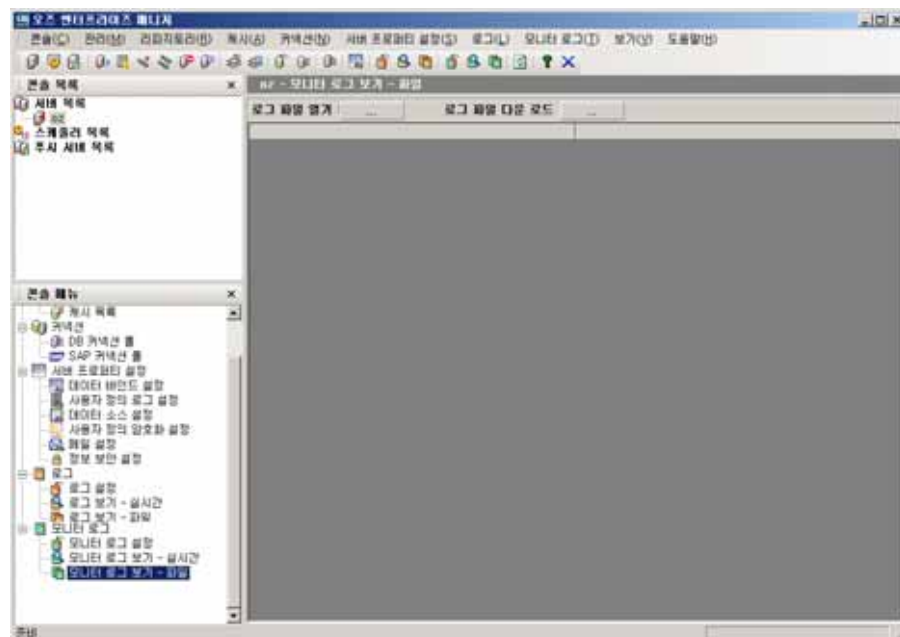 오즈 엔터프라이즈 매니저
콘솔(C) 관리(M) 리파지토리(R) 캐시(A) 커넥션(N) 서버 프로퍼티 설정(S) 로그(L) 모니터 로그(T) 보기(V) 도움말(H)
콘솔 목록
서버 목록
스케줄러 목록
푸시 서버 목록
nz - 모니터 로그 보기 - 파일
로그 파일 열기 ...
로그 파일 다운 로드 ...
콘솔 메뉴
캐시 목록
커넥션
DB 커넥션 풀
SAP 커넥션 풀
서버 프로퍼티 설정
데이터 바인드 설정
사용자 정의 로그 설정
데이터 소스 설정
사용자 정의 암호화 설정
메일 설정
정보 보안 설정
로그
로그 설정
로그 보기 - 실시간
로그 보기 - 파일
모니터 로그
모니터 로그 설정
모니터 로그 보기 - 실시간
모니터 로그 보기 - 파일
준비